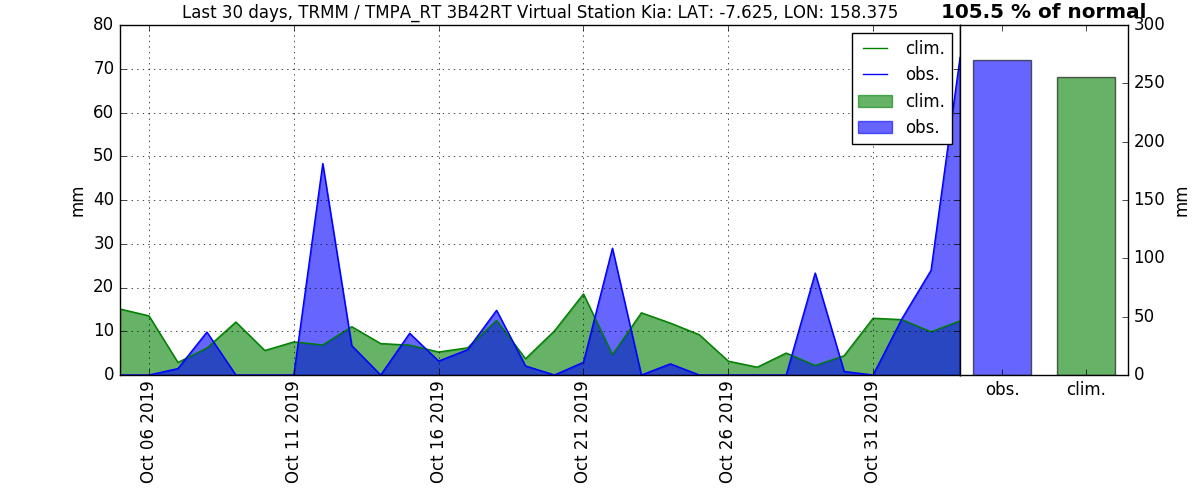 Last 30 days, TRMM / TMPA_RT 3B42RT Virtual Station Kia: LAT: -7.625, LON: 158.375
105.5 % of normal
80
70
60
50
40
30
20
10
0
mm
clim.
obs.
clim.
obs.
300
250
200
150
100
50
0
mm
Oct 06 2019
Oct 11 2019
Oct 16 2019
Oct 21 2019
Oct 26 2019
Oct 31 2019
obs.
clim.